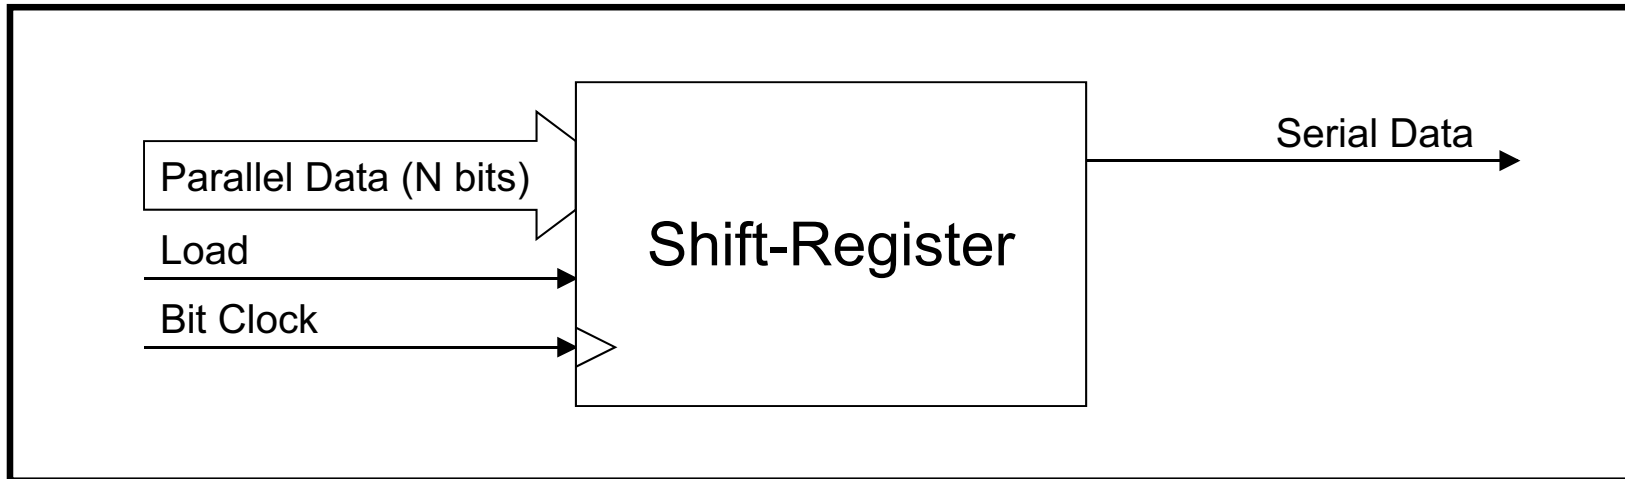 Parallel Data (N bits)
Load
Bit Clock
Shift-Register
Serial Data